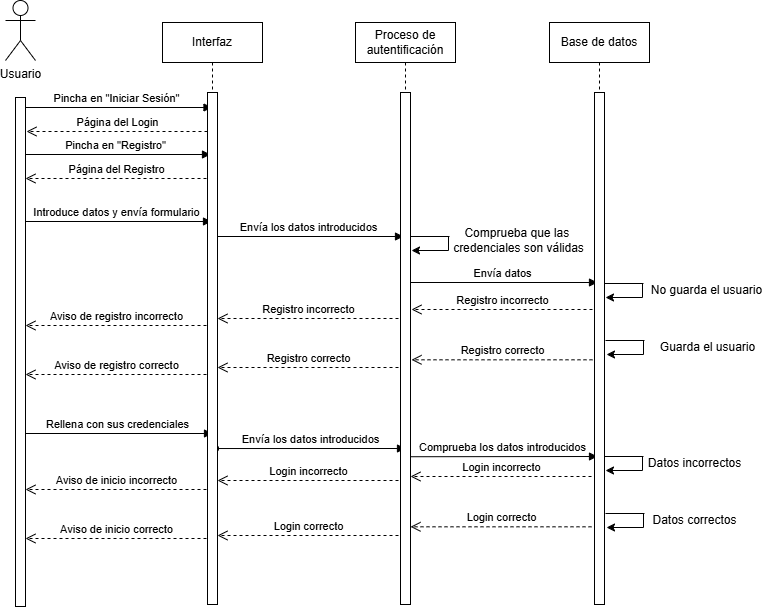 Usuario
Interfaz
Proceso de
autentificación
Base de datos
Pincha en "Iniciar Sesión"
Página del Login
Pincha en "Registro"
Página del Registro
Introduce datos y envía formulario
Envía los datos introducidos
Comprueba que las
credenciales son válidas
Envía datos
No guarda el usuario
Registro incorrecto
Registro incorrecto
Aviso de registro incorrecto
Guarda el usuario
Registro correcto
Registro correcto
Aviso de registro correcto
Rellena con sus credenciales
Envía los datos introducidos
Comprueba los datos introducidos
Datos incorrectos
Login incorrecto
Login incorrecto
Aviso de inicio incorrecto
Datos correctos
Login correcto
Login correcto
Aviso de inicio correcto